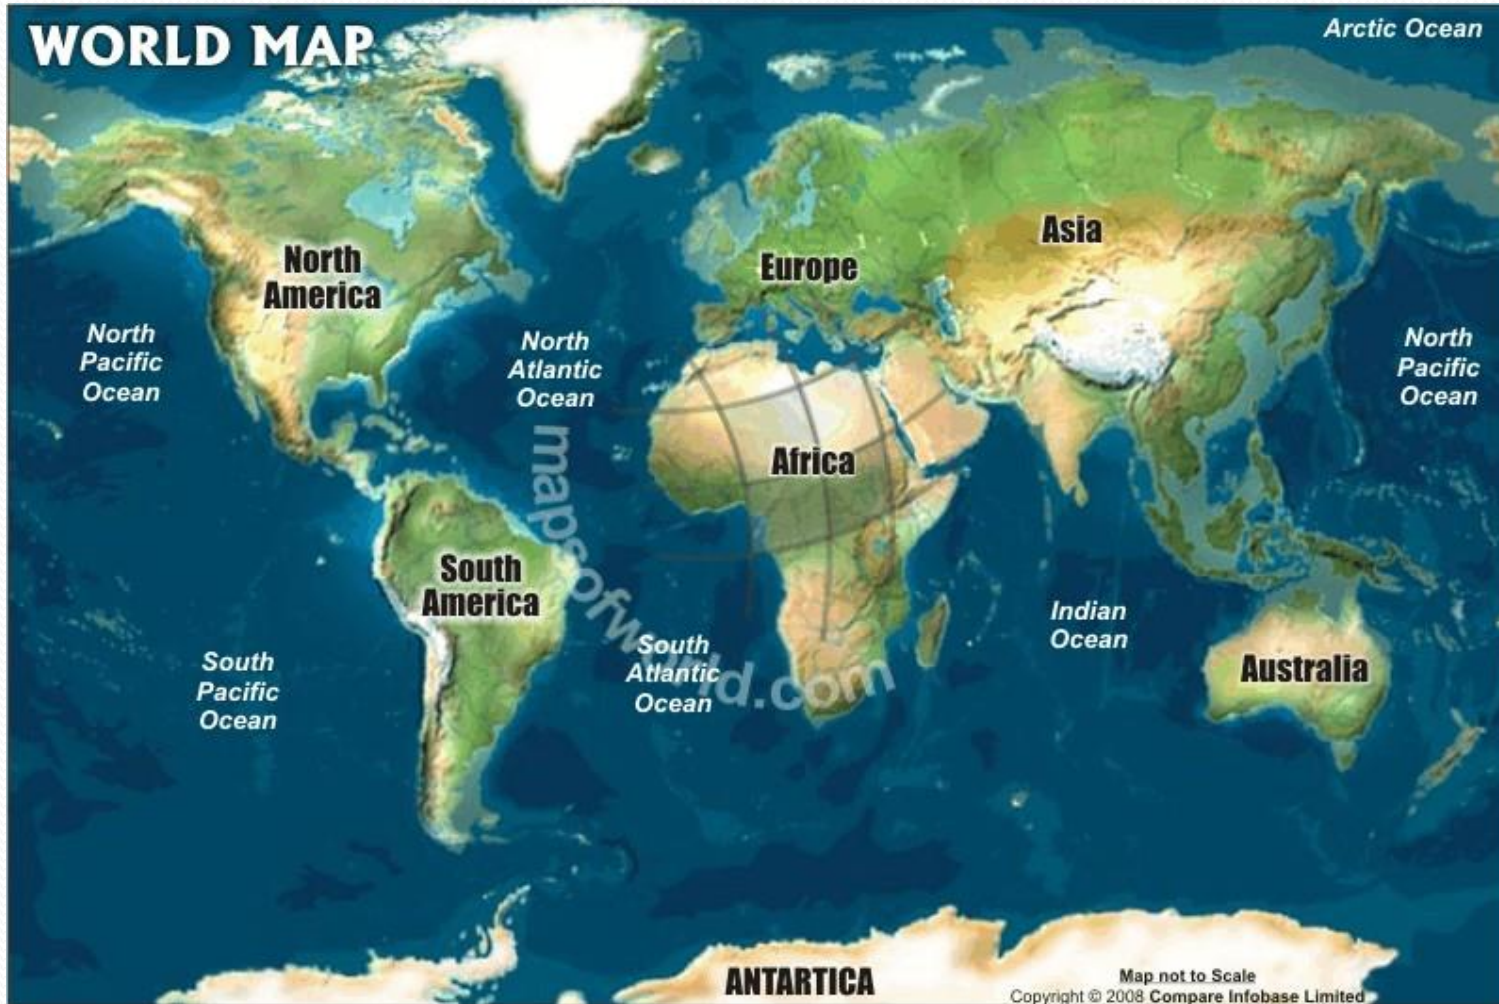 WORLD MAP
Arctic Ocean
North
America
Europe
Asia
North
Pacific
Ocean
North
Atlantic
Ocean
North
Pacific
Ocean
Africa
mapsofworld.com
South
America
Indian
Ocean
South
Pacific
Ocean
South
Atlantic
Ocean
Australia
ANTARTICA
Map not to Scale
Copyright © 2008 Compare Infobase Limited